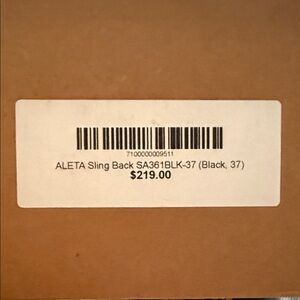 7100000009511
ALETA Sling Back SA361BLK-37 (Black, 37)
$219.00